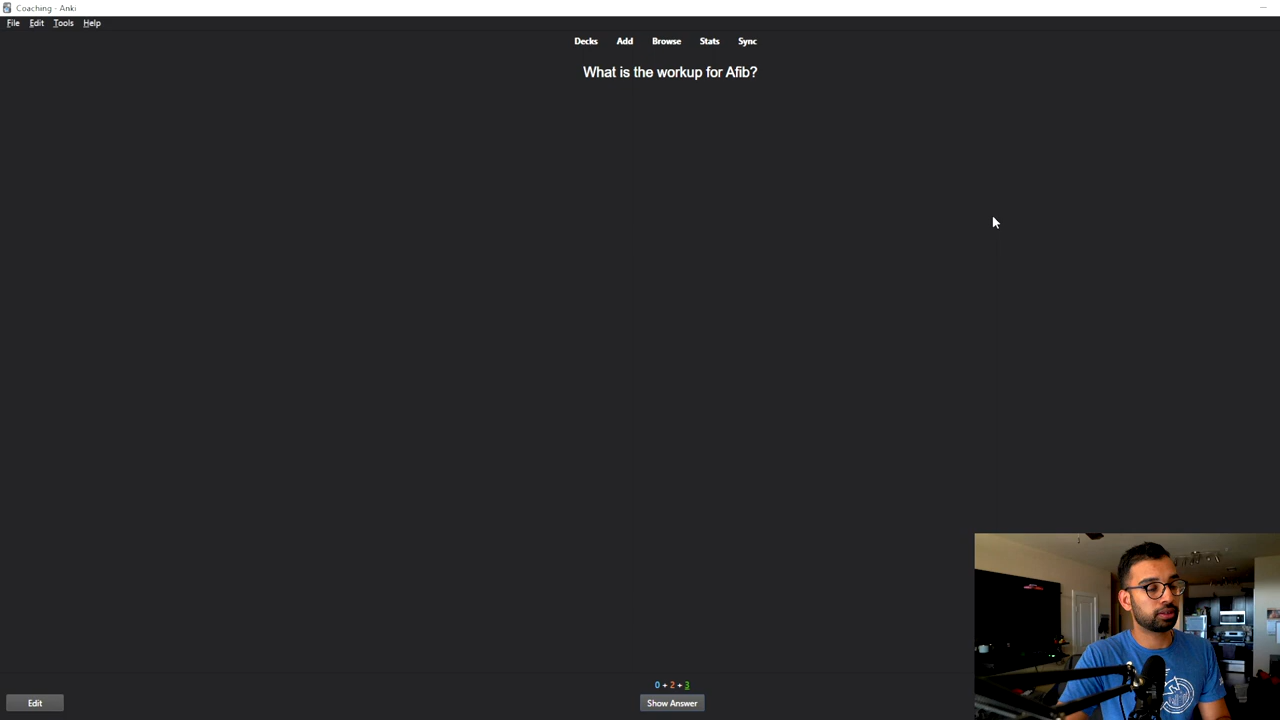 Coaching - Anki
File Edit Tools Help
Decks Add Browse Stats Sync
What is the workup for Afib?
0 + 2 + 3
Edit
Show Answer